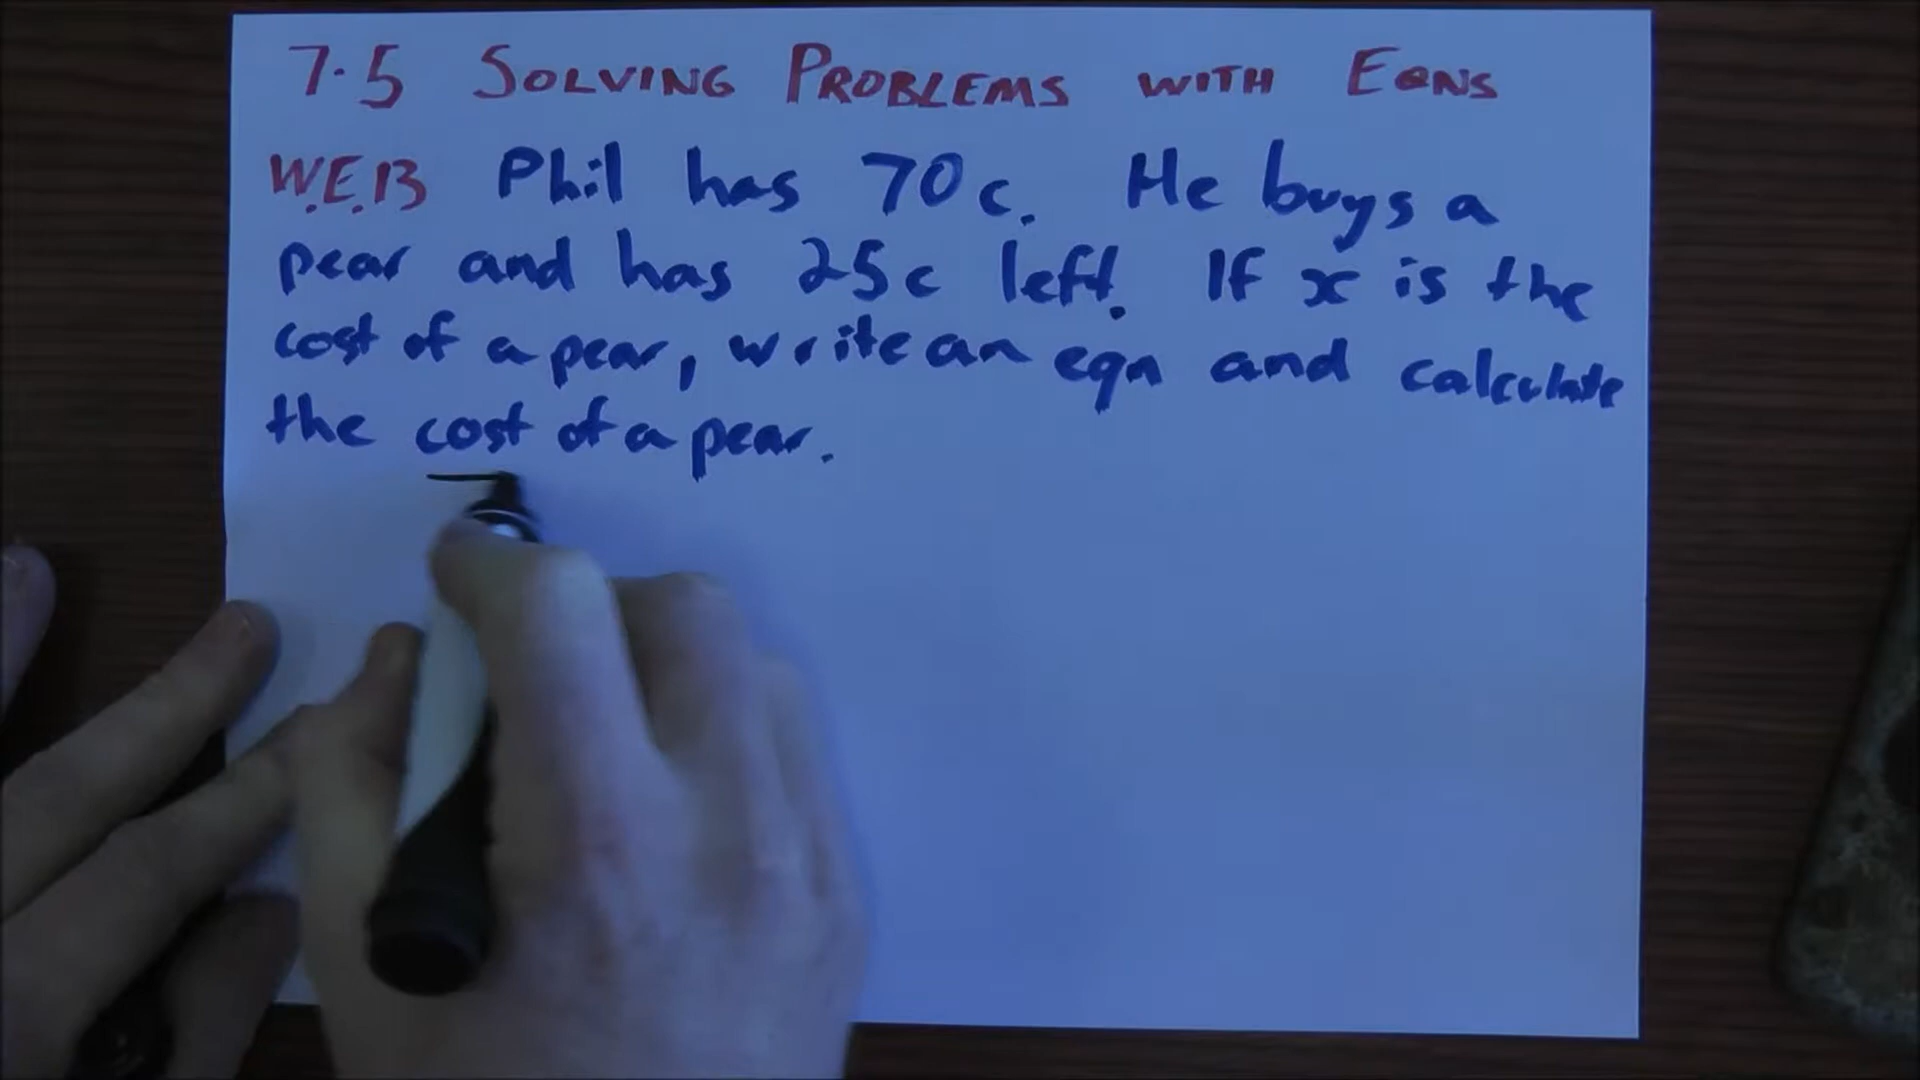 7.5 SOLVING PROBLEMS WITH EQNS
W.E.13 Phil has 70c. He buys a
pear and has 25c left. If x is the
cost of a pear, write an eqn and calculate
the cost of a pear.